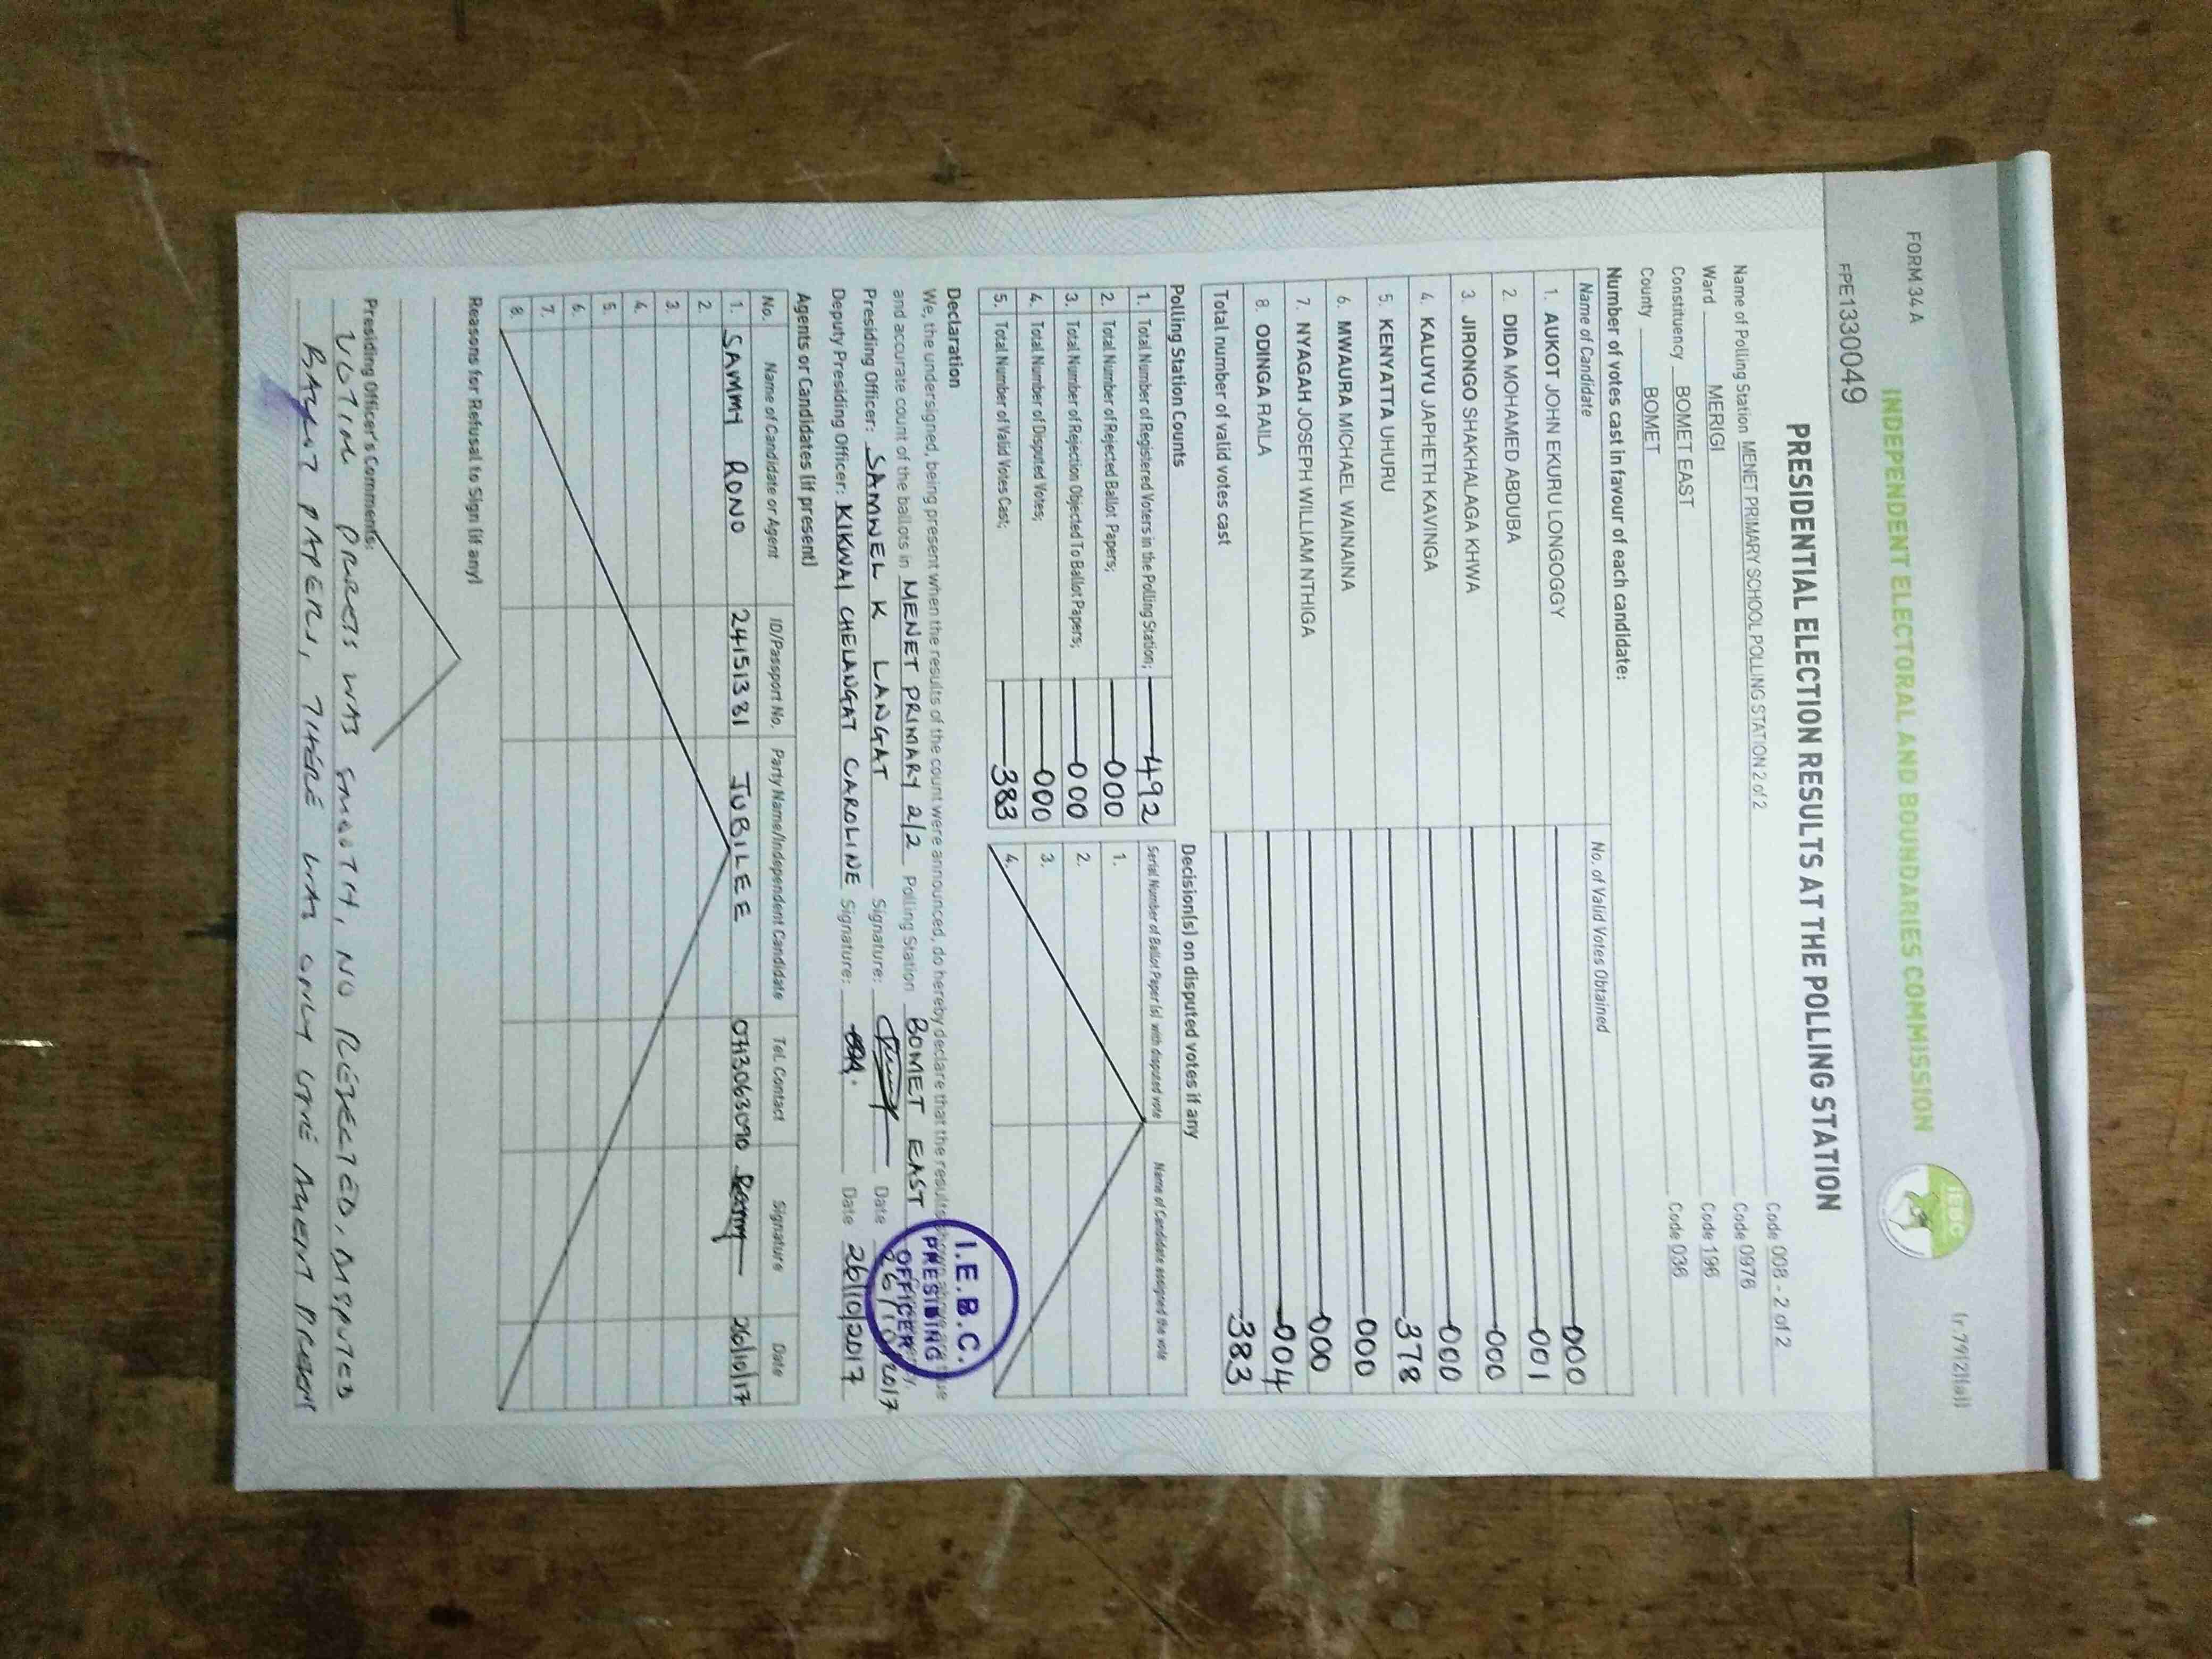 FORM 34 A
(r.79(2)(a))
INDEPENDENT ELECTORAL AND BOUNDARIES COMMISSION
IEBC
FPE1330049
PRESIDENTIAL ELECTION RESULTS AT THE POLLING STATION
Name of Polling Station MENET PRIMARY SCHOOL POLLING STATION 2 of 2 Code 008 - 2 of 2
Ward MERIGI Code 0976
Constituency BOMET EAST Code 196
County BOMET Code 036
Number of votes cast in favour of each candidate:
Name of Candidate No. of Valid Votes Obtained
1. AUKOT JOHN EKURU LONGOGGY 000
2. DIDA MOHAMED ABDUBA 001
3. JIRONGO SHAKHALAGA KHWA 000
4. KALUYU JAPHETH KAVINGA 000
5. KENYATTA UHURU 378
6. MWAURA MICHAEL WAINAINA 000
7. NYAGAH JOSEPH WILLIAM NTHIGA 000
8. ODINGA RAILA 004
Total number of valid votes cast 383
Polling Station Counts
1. Total Number of Registered Voters in the Polling Station; 492
2. Total Number of Rejected Ballot Papers; 000
3. Total Number of Rejection Objected To Ballot Papers; 000
4. Total Number of Disputed Votes; 000
5. Total Number of Valid Votes Cast; 383
Decision(s) on disputed votes if any
Serial Number of Ballot Paper(s) with disputed vote Name of Candidate assigned the vote
1.
2.
3.
4.
Declaration
We, the undersigned, being present when the results of the count were announced, do hereby declare that the results shown above are true
and accurate count of the ballots in MENET PRIMARY 2/2 Polling Station BOMET EAST
Presiding Officer: SAMWEL K LANGAT Signature: Date 26/10/2017
Deputy Presiding Officer: KIKWAI CHELANGAT CAROLINE Signature: Date 26/10/2017
I.E.B.C.
PRESIDING
OFFICER
Agents or Candidates (if present)
No. Name of Candidate or Agent ID/Passport No. Party Name/Independent Candidate Tel. Contact Signature Date
1. SAMMY RONO 24151381 JUBILEE 0713063090 26/10/17
2.
3.
4.
5.
6.
7.
8.
Reasons for Refusal to Sign (if any)
Presiding Officer's Comments:
VOTING PROCESS WAS SMOOTH, NO REJECTED, DISPUTED
BALLOT PAPERS, THERE WAS ONLY ONE AGENT PRESENT